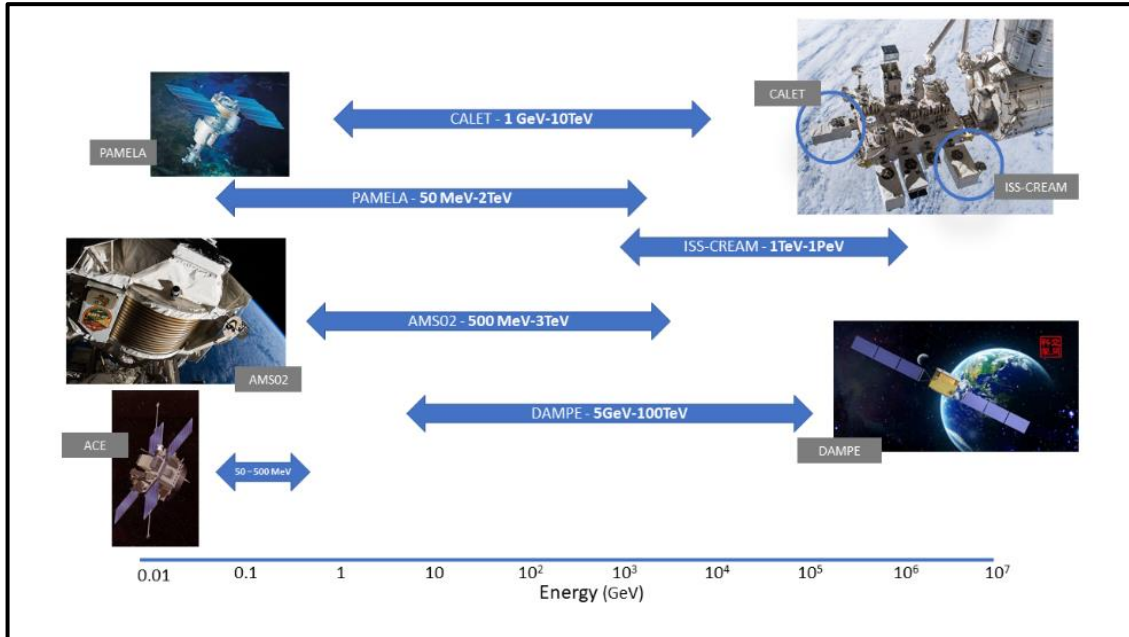 CALET
CALET - 1 GeV-10TeV
PAMELA
PAMELA - 50 MeV-2TeV
ISS-CREAM
ISS-CREAM - 1TeV-1PeV
AMS02 - 500 MeV-3TeV
AMS02
DAMPE - 5GeV-100TeV
ACE
DAMPE
50 – 500 MeV
0.01 0.1 1 10 10² 10³ 10⁴ 10⁵ 10⁶ 10⁷
Energy (GeV)